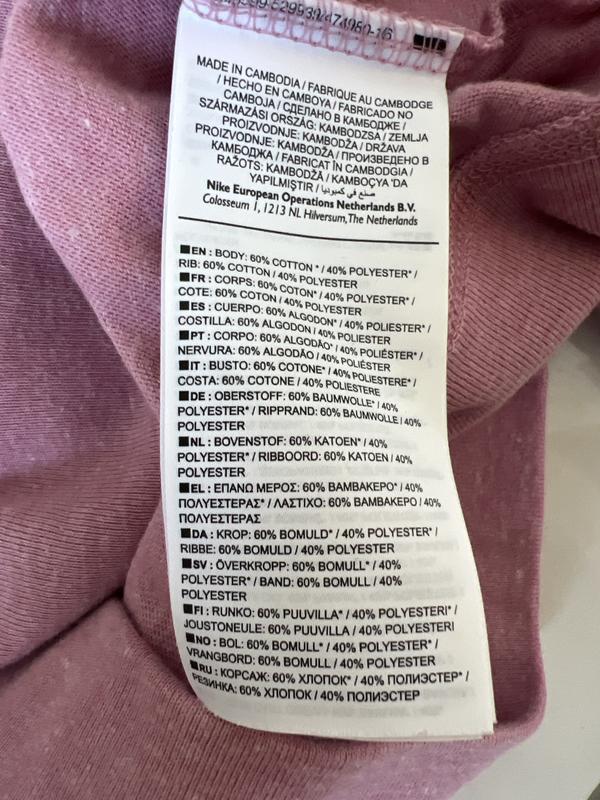 MADE IN CAMBODIA / FABRIQUE AU CAMBODGE
/ HECHO EN CAMBOYA / FABRICADO NO
CAMBOJA / СДЕЛАНО В КАМБОДЖЕ /
SZÁRMAZÁSI ORSZÁG: KAMBODZSA / ZEMLJA
PROIZVODNJE: KAMBODŽA / DRŽAVA
PROIZVODNJE: KAMBODŽA / ПРОИЗВЕДЕНО В
КАМБОДЖА / FABRICAT ÎN CAMBODGIA /
RAŽOTS: KAMBODŽĀ / KAMBOÇYA 'DA
YAPILMIŞTIR / صنع في كمبوديا
Nike European Operations Netherlands B.V.
Colosseum 1, 1213 NL Hilversum, The Netherlands
EN : BODY: 60% COTTON * / 40% POLYESTER* /
RIB: 60% COTTON / 40% POLYESTER
FR : CORPS: 60% COTON* / 40% POLYESTER* /
COTE: 60% COTON / 40% POLYESTER
ES : CUERPO: 60% ALGODON* / 40% POLIESTER* /
COSTILLA: 60% ALGODON / 40% POLIESTER
PT : CORPO: 60% ALGODÃO* / 40% POLIÉSTER* /
NERVURA: 60% ALGODÃO / 40% POLIÉSTER
IT : BUSTO: 60% COTONE* / 40% POLIESTERE* /
COSTA: 60% COTONE / 40% POLIESTERE
DE : OBERSTOFF: 60% BAUMWOLLE* / 40%
POLYESTER* / RIPPRAND: 60% BAUMWOLLE / 40%
POLYESTER
NL : BOVENSTOF: 60% KATOEN* / 40%
POLYESTER* / RIBBOORD: 60% KATOEN / 40%
POLYESTER
EL : ΕΠΑΝΩ ΜΕΡΟΣ: 60% ΒΑΜΒΑΚΕΡΟ* / 40%
ΠΟΛΥΕΣΤΕΡΑΣ* / ΛΑΣΤΙΧΟ: 60% ΒΑΜΒΑΚΕΡΟ / 40%
ΠΟΛΥΕΣΤΕΡΑΣ
DA : KROP: 60% BOMULD* / 40% POLYESTER* /
RIBBE: 60% BOMULD / 40% POLYESTER
SV : ÖVERKROPP: 60% BOMULL* / 40%
POLYESTER* / BAND: 60% BOMULL / 40%
POLYESTER
FI : RUNKO: 60% PUUVILLA* / 40% POLYESTERI* /
JOUSTONEULE: 60% PUUVILLA / 40% POLYESTERI
NO : BOL: 60% BOMULL* / 40% POLYESTER* /
VRANGBORD: 60% BOMULL / 40% POLYESTER
RU : КОРСАЖ: 60% ХЛОПОК* / 40% ПОЛИЭСТЕР* /
РЕЗИНКА: 60% ХЛОПОК / 40% ПОЛИЭСТЕР